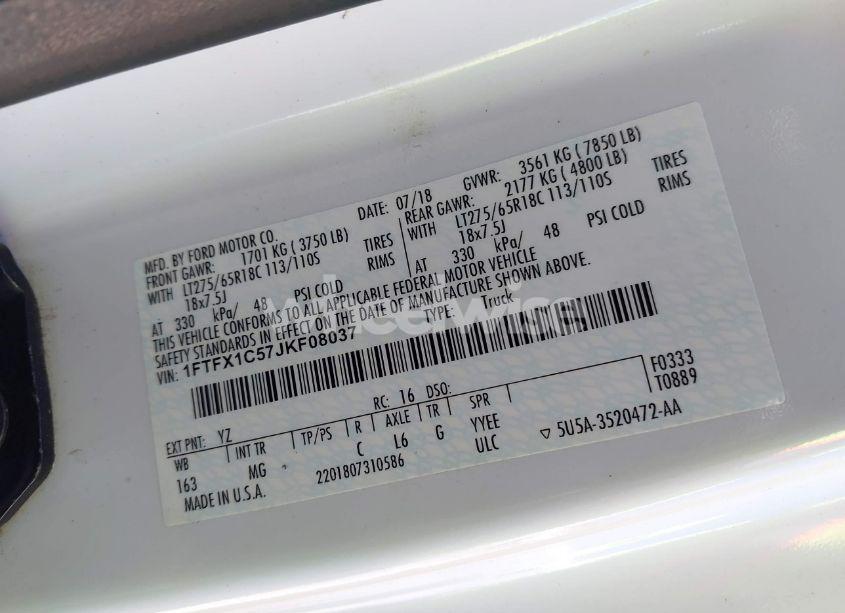 MFD. BY FORD MOTOR CO. DATE: 07/18 GVWR: 3561 KG ( 7850 LB)
FRONT GAWR: 1701 KG ( 3750 LB) REAR GAWR: 2177 KG ( 4800 LB)
WITH LT275/65R18C 113/110S TIRES WITH LT275/65R18C 113/110S TIRES
18x7.5J RIMS 18x7.5J RIMS
AT 330 kPa/ 48 PSI COLD AT 330 kPa/ 48 PSI COLD
THIS VEHICLE CONFORMS TO ALL APPLICABLE FEDERAL MOTOR VEHICLE
SAFETY STANDARDS IN EFFECT ON THE DATE OF MANUFACTURE SHOWN ABOVE.
VIN: 1FTFX1C57JKF08037 TYPE: Truck
EXT PNT: YZ RC: 16 DSO: F0333
WB INT TR TP/PS R AXLE TR SPR T0889
163 MG C L6 G YYEE
ULC ▽ 5U5A-3520472-AA
MADE IN U.S.A. 2201807310586